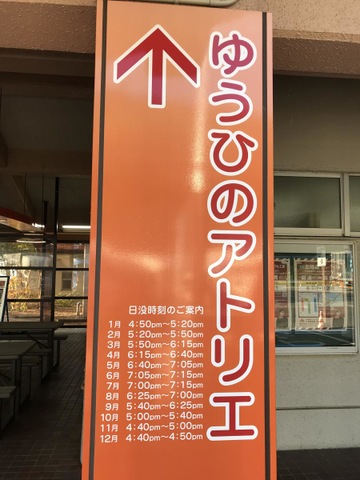 ゆうひのアトリエ
日没時刻のご案内
1月 4:50pm〜5:20pm
2月 5:20pm〜5:50pm
3月 5:50pm〜6:15pm
4月 6:15pm〜6:40pm
5月 6:40pm〜7:05pm
6月 7:05pm〜7:15pm
7月 7:00pm〜7:15pm
8月 6:25pm〜7:00pm
9月 5:40pm〜6:25pm
10月 5:00pm〜5:40pm
11月 4:40pm〜5:00pm
12月 4:40pm〜4:50pm